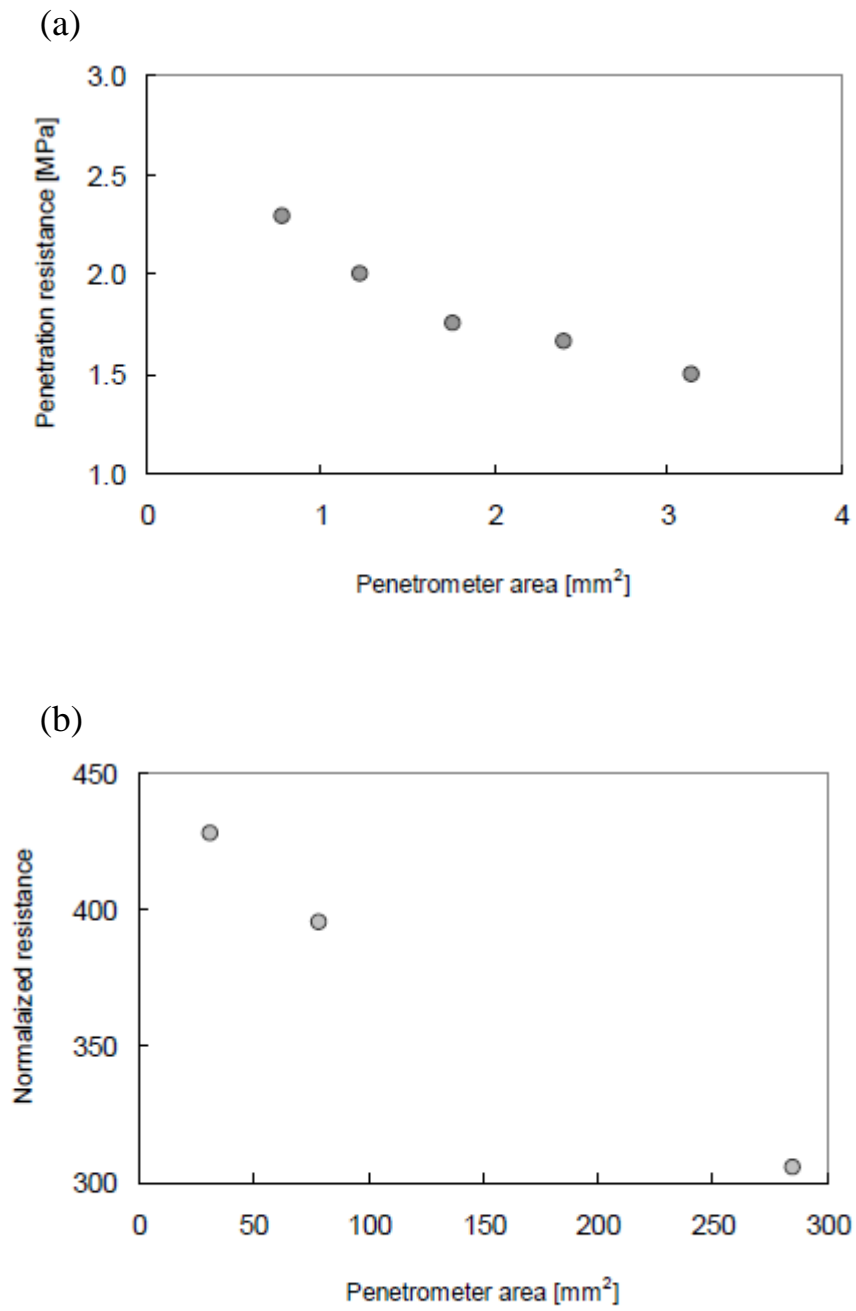 (a)
Penetration resistance [MPa]
3.0
2.5
2.0
1.5
1.0
0 1 2 3 4
Penetrometer area [mm²]
(b)
Normalaized resistance
450
400
350
300
0 50 100 150 200 250 300
Penetrometer area [mm²]